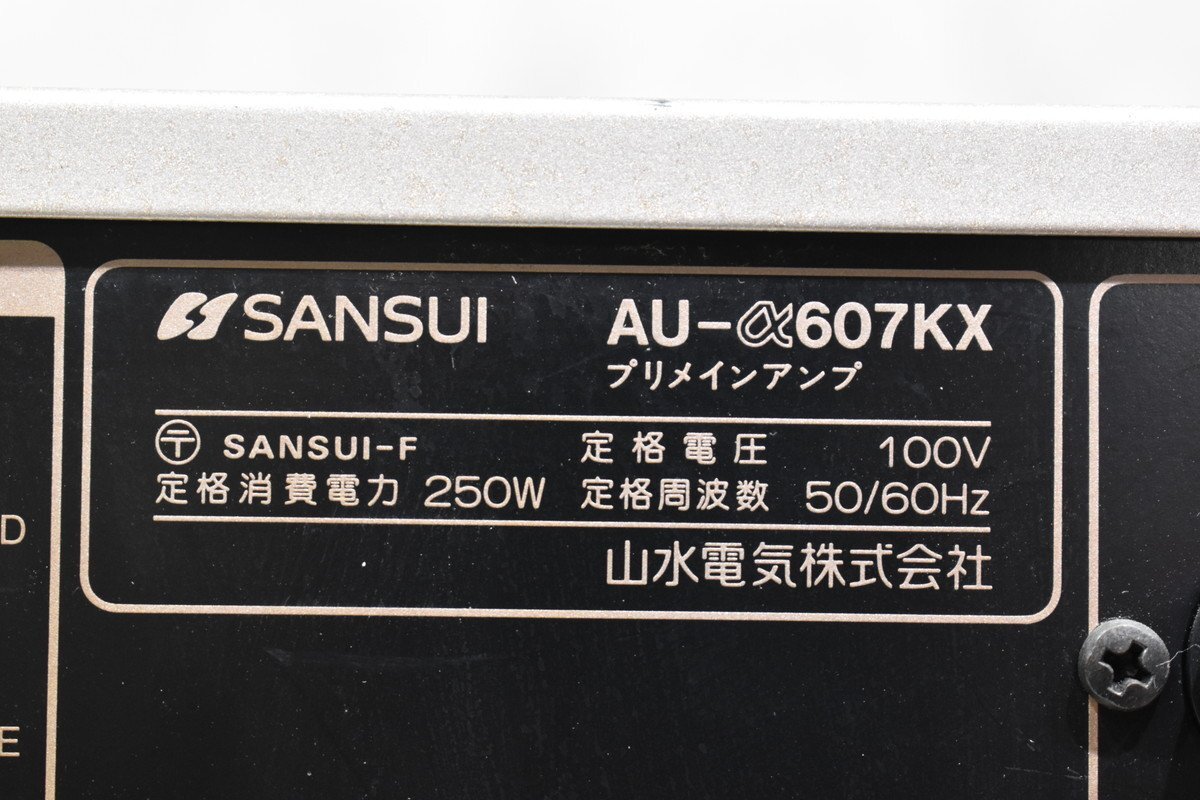 SANSUI AU-α607KX
プリメインアンプ
〒 SANSUI-F 定格電圧 100V
定格消費電力 250W 定格周波数 50/60Hz
山水電気株式会社
D
E